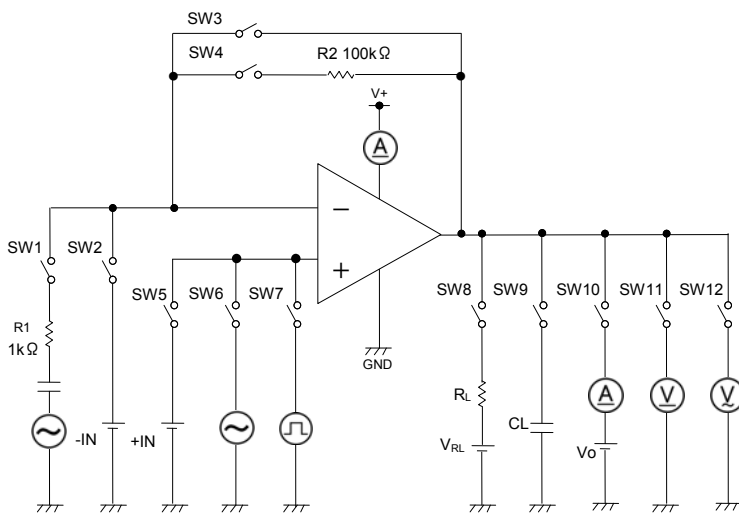 SW3
SW4
R2 100kΩ
V+
A
−
+
SW1
SW2
SW5
SW6
SW7
SW8
SW9
SW10
SW11
SW12
R1
1kΩ
GND
-IN
+IN
RL
VRL
CL
A
Vo
V
V